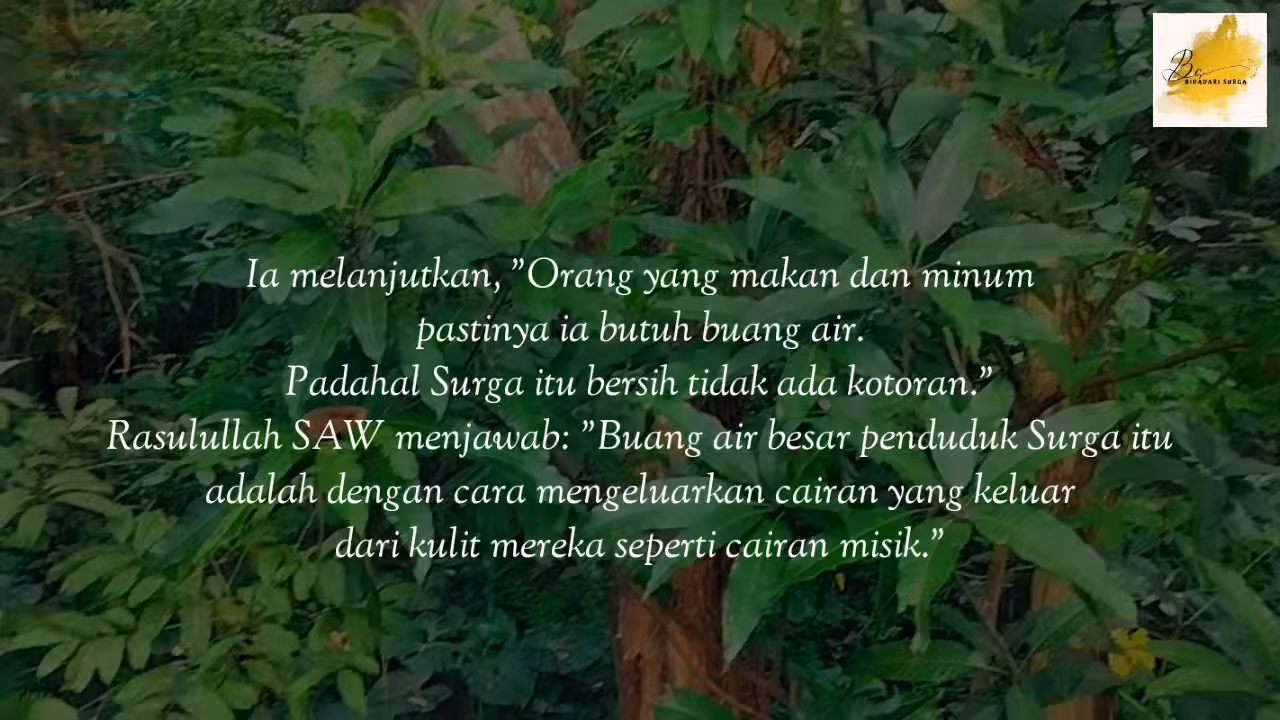 BIDADARI SURGA
Ia melanjutkan, ”Orang yang makan dan minum
pastinya ia butuh buang air.
Padahal Surga itu bersih tidak ada kotoran.”
Rasulullah SAW menjawab: ”Buang air besar penduduk Surga itu
adalah dengan cara mengeluarkan cairan yang keluar
dari kulit mereka seperti cairan misik.”